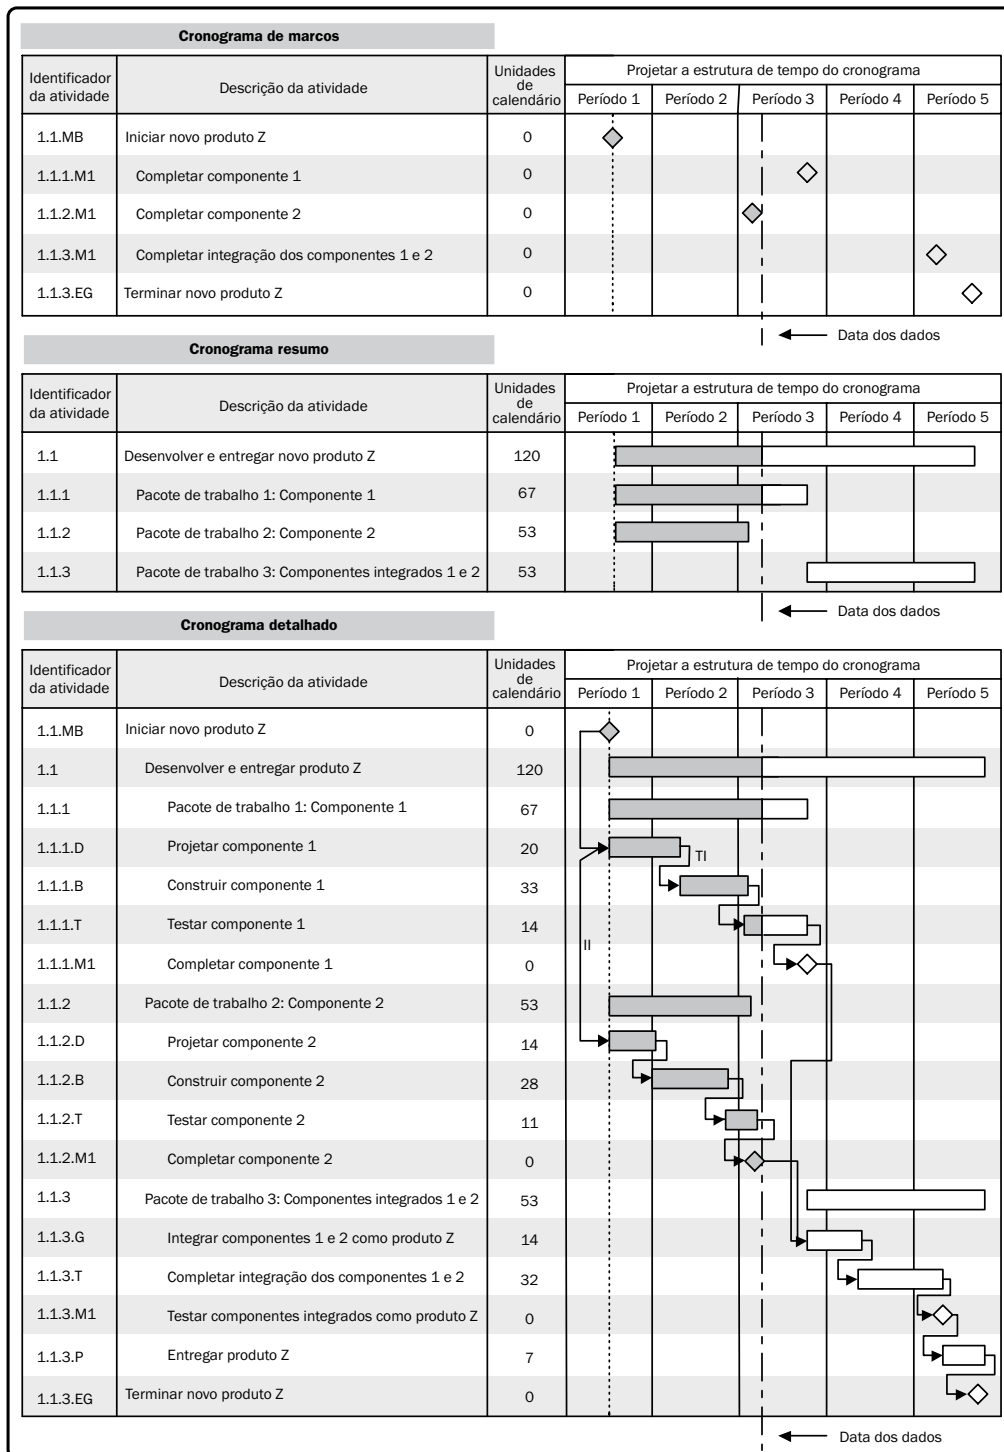 Cronograma de marcos
Identificador da atividade
Descrição da atividade
Unidades de calendário
Projetar a estrutura de tempo do cronograma
Período 1 Período 2 Período 3 Período 4 Período 5
1.1.MB Iniciar novo produto Z 0
1.1.1.M1 Completar componente 1 0
1.1.2.M1 Completar componente 2 0
1.1.3.M1 Completar integração dos componentes 1 e 2 0
1.1.3.EG Terminar novo produto Z 0
Data dos dados
Cronograma resumo
Identificador da atividade
Descrição da atividade
Unidades de calendário
Projetar a estrutura de tempo do cronograma
Período 1 Período 2 Período 3 Período 4 Período 5
1.1 Desenvolver e entregar novo produto Z 120
1.1.1 Pacote de trabalho 1: Componente 1 67
1.1.2 Pacote de trabalho 2: Componente 2 53
1.1.3 Pacote de trabalho 3: Componentes integrados 1 e 2 53
Data dos dados
Cronograma detalhado
Identificador da atividade
Descrição da atividade
Unidades de calendário
Projetar a estrutura de tempo do cronograma
Período 1 Período 2 Período 3 Período 4 Período 5
1.1.MB Iniciar novo produto Z 0
1.1 Desenvolver e entregar produto Z 120
1.1.1 Pacote de trabalho 1: Componente 1 67
1.1.1.D Projetar componente 1 20
TI
1.1.1.B Construir componente 1 33
1.1.1.T Testar componente 1 14
II
1.1.1.M1 Completar componente 1 0
1.1.2 Pacote de trabalho 2: Componente 2 53
1.1.2.D Projetar componente 2 14
1.1.2.B Construir componente 2 28
1.1.2.T Testar componente 2 11
1.1.2.M1 Completar componente 2 0
1.1.3 Pacote de trabalho 3: Componentes integrados 1 e 2 53
1.1.3.G Integrar componentes 1 e 2 como produto Z 14
1.1.3.T Completar integração dos componentes 1 e 2 32
1.1.3.M1 Testar componentes integrados como produto Z 0
1.1.3.P Entregar produto Z 7
1.1.3.EG Terminar novo produto Z 0
Data dos dados